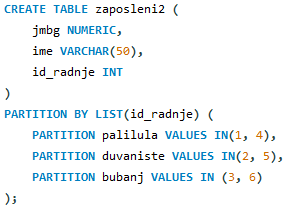 CREATE TABLE zaposleni2 (
    jmbg NUMERIC,
    ime VARCHAR(50),
    id_radnje INT
)
PARTITION BY LIST(id_radnje) (
    PARTITION palilula VALUES IN(1, 4),
    PARTITION duvaniste VALUES IN(2, 5),
    PARTITION bubanj VALUES IN (3, 6)
);